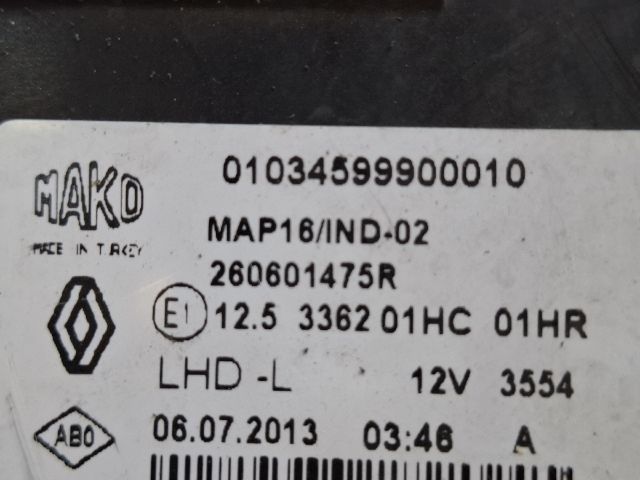 01034599900010
MAKO
MAP16/IND-02
MADE IN TURKEY
260601475R
E1 12.5 3362 01HC 01HR
LHD -L 12V 3554
ABO 06.07.2013 03:46 A